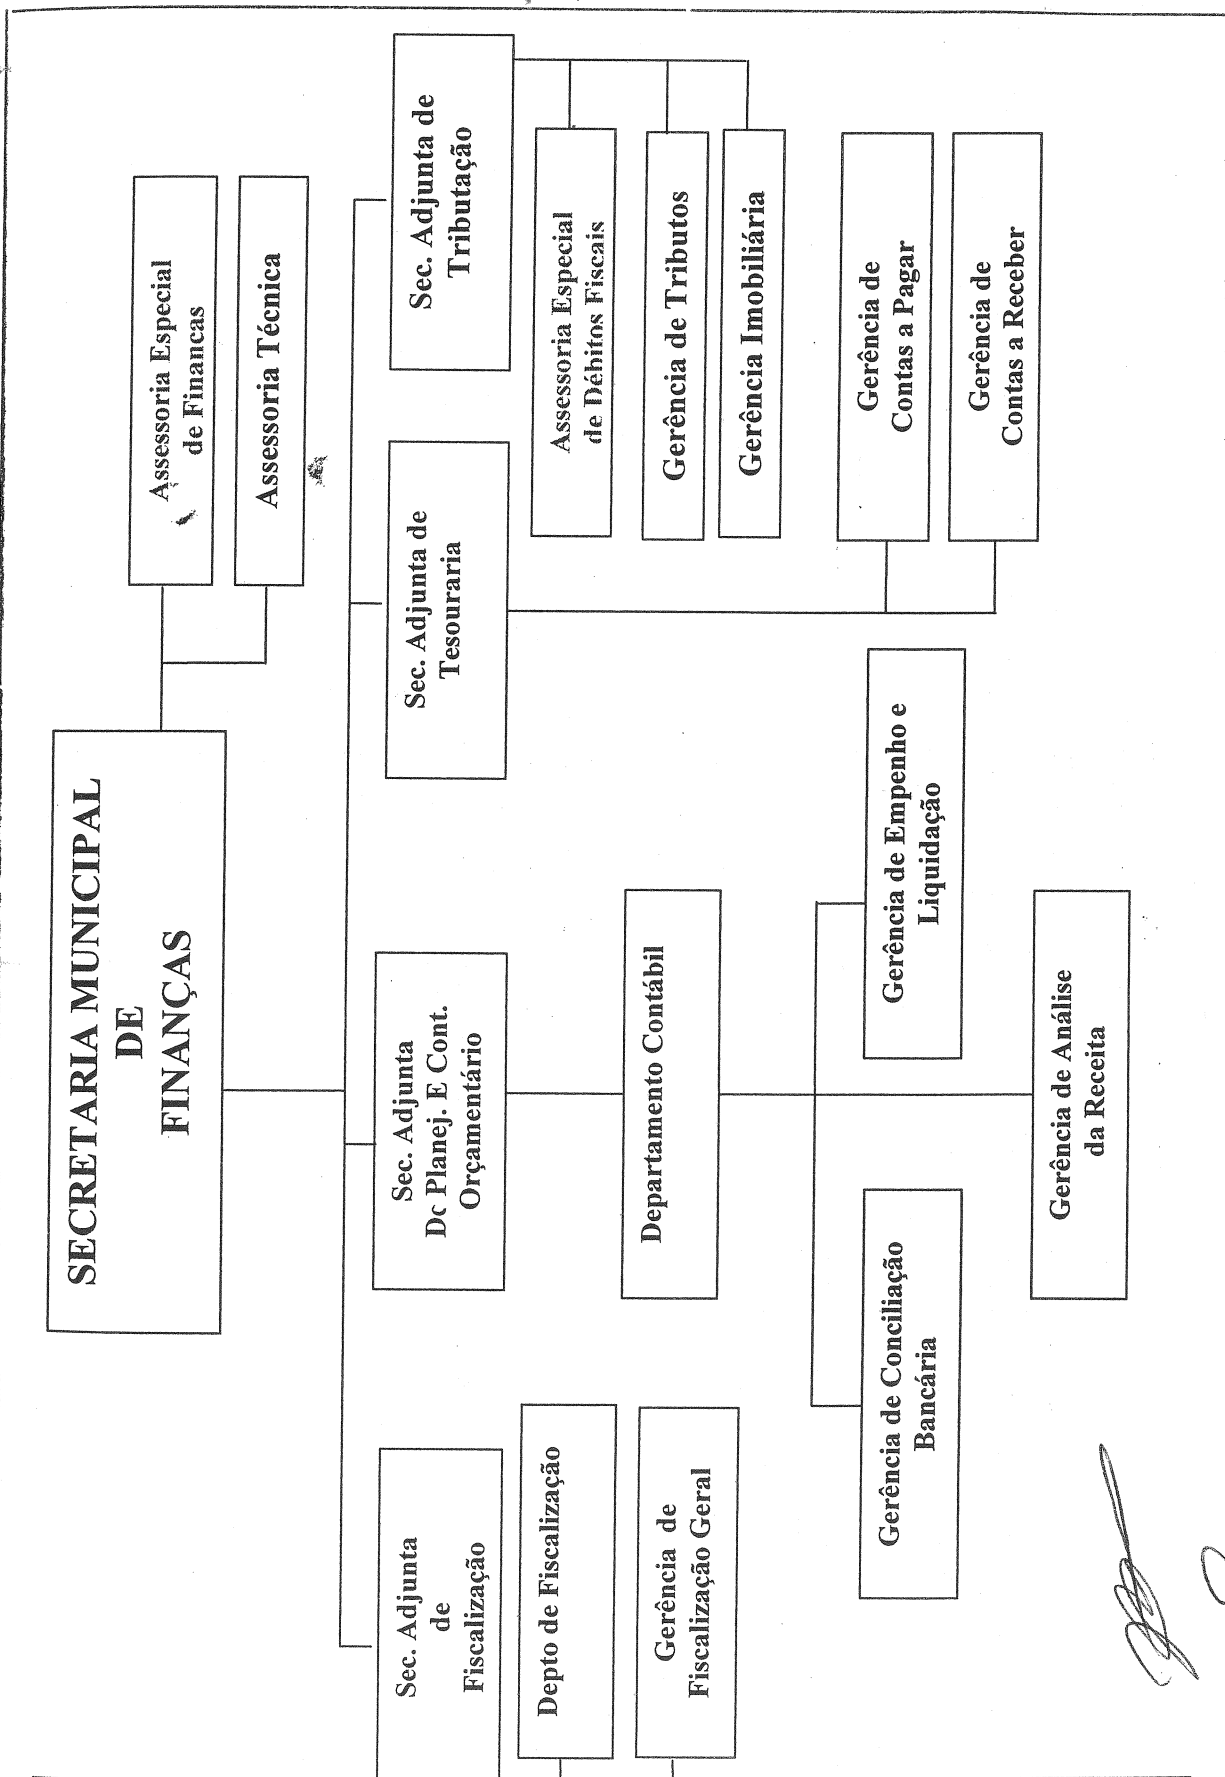 SECRETARIA MUNICIPAL
DE
FINANÇAS
Assessoria Especial
de Financas
Assessoria Técnica
Sec. Adjunta
de
Fiscalização
Sec. Adjunta
De Planej. E Cont.
Orçamentário
Sec. Adjunta de
Tesouraria
Sec. Adjunta de
Tributação
Depto de Fiscalização
Gerência de
Fiscalização Geral
Departamento Contábil
Assessoria Especial
de Débitos Fiscais
Gerência de Tributos
Gerência Imobiliária
Gerência de Conciliação
Bancária
Gerência de Empenho e
Liquidação
Gerência de Análise
da Receita
Gerência de
Contas a Pagar
Gerência de
Contas a Receber